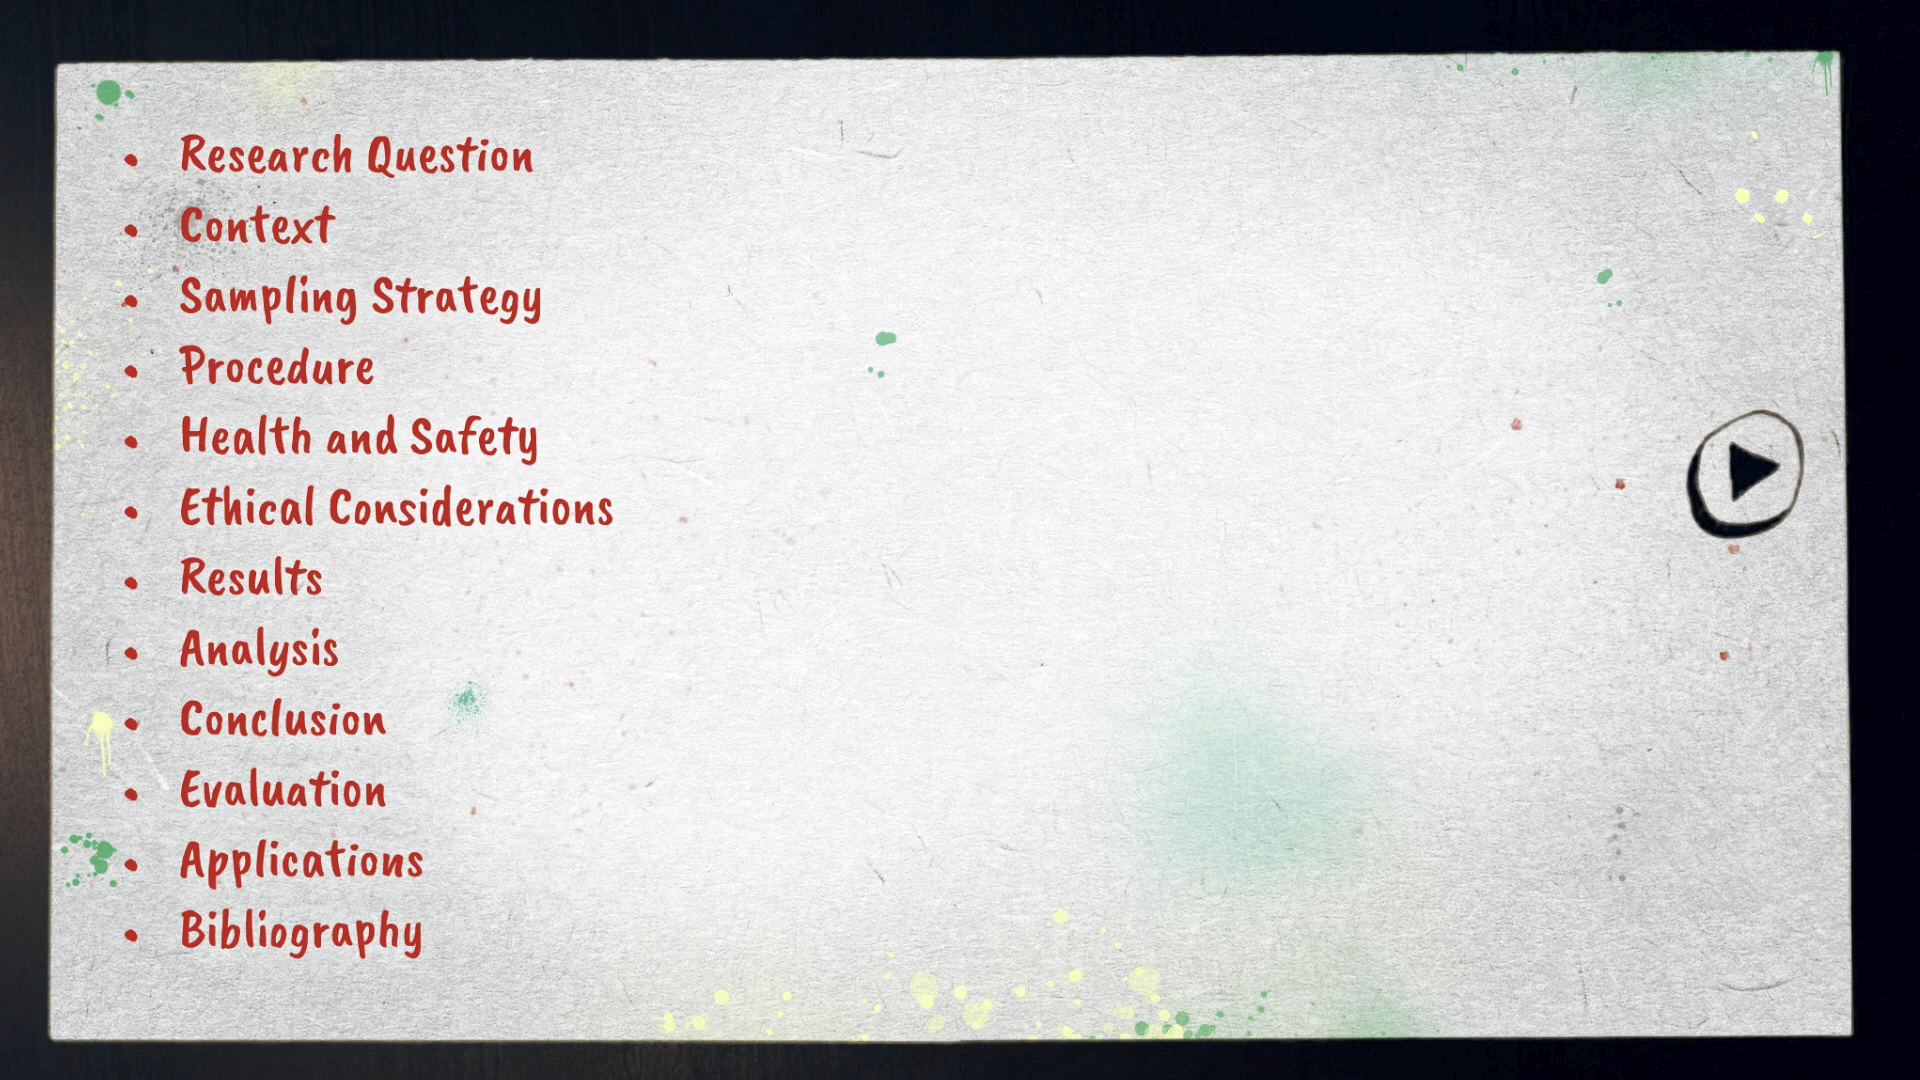 • Research Question
• Context
• Sampling Strategy
• Procedure
• Health and Safety
• Ethical Considerations
• Results
• Analysis
• Conclusion
• Evaluation
• Applications
• Bibliography